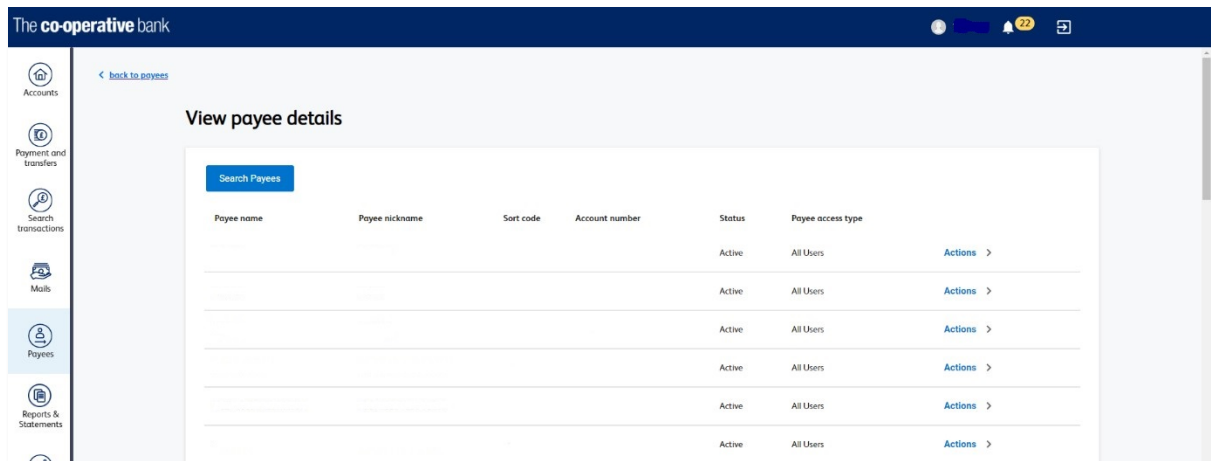 The co-operative bank
22
Accounts
Payment and
transfers
Search
transactions
Mails
Payees
Reports &
Statements
back to payees
View payee details
Search Payees
Payee name Payee nickname Sort code Account number Status Payee access type
Active All Users Actions
Active All Users Actions
Active All Users Actions
Active All Users Actions
Active All Users Actions
Active All Users Actions